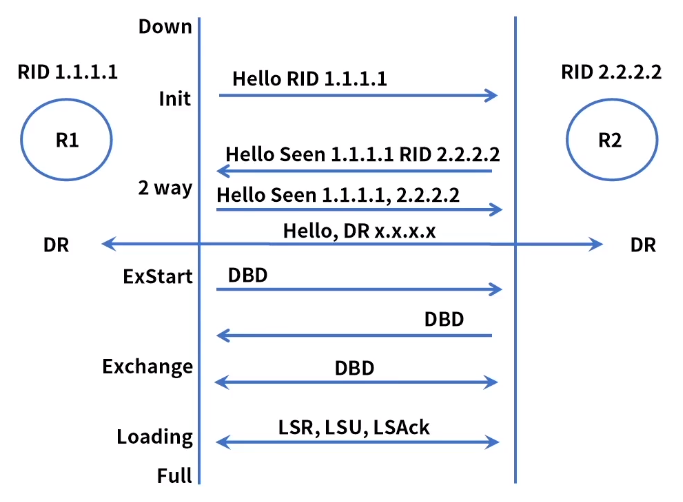 Down
RID 1.1.1.1
RID 2.2.2.2
Hello RID 1.1.1.1
Init
R1
R2
Hello Seen 1.1.1.1 RID 2.2.2.2
2 way
Hello Seen 1.1.1.1, 2.2.2.2
Hello, DR x.x.x.x
DR
DR
ExStart
DBD
DBD
Exchange
DBD
Loading
LSR, LSU, LSAck
Full